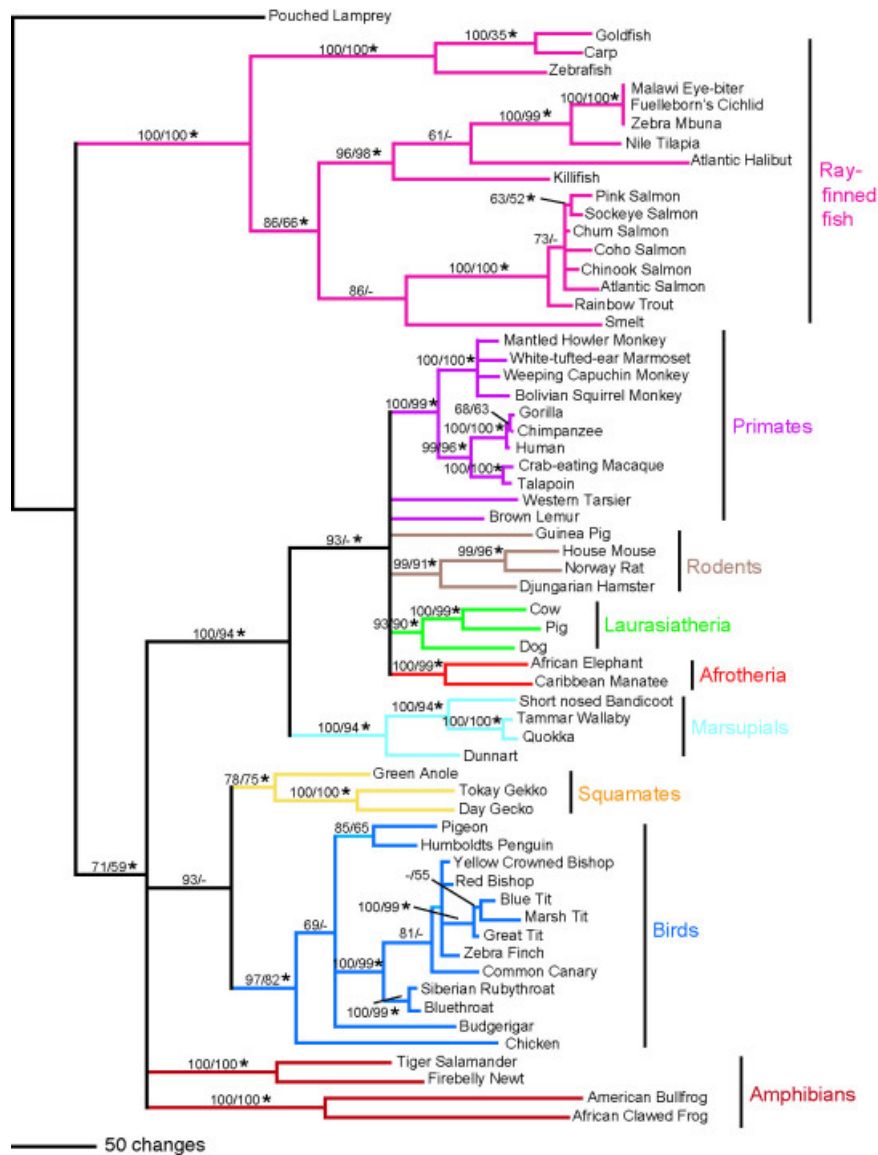 Pouched Lamprey
100/35*
Goldfish
Carp
100/100*
Zebrafish
Malawi Eye-biter
100/100*
Fuelleborn's Cichlid
100/99*
Zebra Mbuna
100/100*
61/-
Nile Tilapia
96/98*
Atlantic Halibut
Killifish
Ray-
finned
fish
63/52*
Pink Salmon
Sockeye Salmon
86/66*
Chum Salmon
73/-
Coho Salmon
100/100*
Chinook Salmon
86/-
Atlantic Salmon
Rainbow Trout
Smelt
Mantled Howler Monkey
100/100*
White-tufted-ear Marmoset
Weeping Capuchin Monkey
Bolivian Squirrel Monkey
100/99*
68/63
Gorilla
100/100*
Chimpanzee
Primates
99/96*
Human
100/100*
Crab-eating Macaque
Talapoin
Western Tarsier
Brown Lemur
93/-*
Guinea Pig
99/96*
House Mouse
99/91*
Norway Rat
Rodents
Djungarian Hamster
100/99*
Cow
93/90*
Pig
Laurasiatheria
100/94*
Dog
100/99*
African Elephant
Afrotheria
Caribbean Manatee
100/94*
Short nosed Bandicoot
100/94*
100/100*
Tammar Wallaby
Marsupials
Quokka
Dunnart
78/75*
Green Anole
100/100*
Tokay Gekko
Squamates
Day Gecko
85/65
Pigeon
Humboldts Penguin
71/59*
93/-
-/55
Yellow Crowned Bishop
Red Bishop
Blue Tit
100/99*
Marsh Tit
69/-
81/-
Great Tit
Birds
Zebra Finch
100/99*
Common Canary
97/82*
Siberian Rubythroat
100/99*
Bluethroat
Budgerigar
Chicken
100/100*
Tiger Salamander
Firebelly Newt
100/100*
American Bullfrog
Amphibians
African Clawed Frog
50 changes